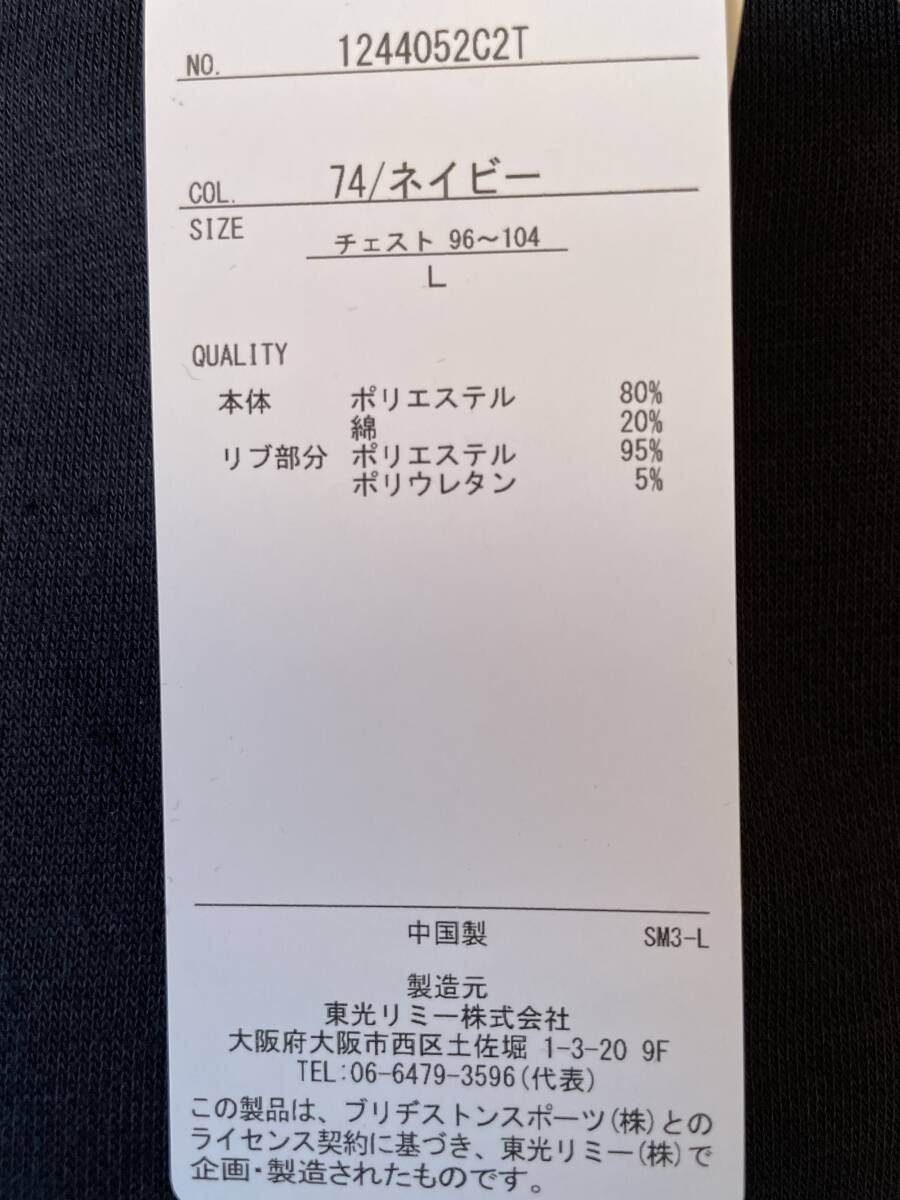 NO. 1244052C2T
COL. 74/ネイビー
SIZE チェスト 96～104
L
QUALITY
本体 ポリエステル 80%
綿 20%
リブ部分 ポリエステル 95%
ポリウレタン 5%
中国製 SM3-L
製造元
東光リミー株式会社
大阪府大阪市西区土佐堀 1-3-20 9F
TEL:06-6479-3596(代表)
この製品は、ブリヂストンスポーツ(株)との
ライセンス契約に基づき、東光リミー(株)で
企画・製造されたものです。